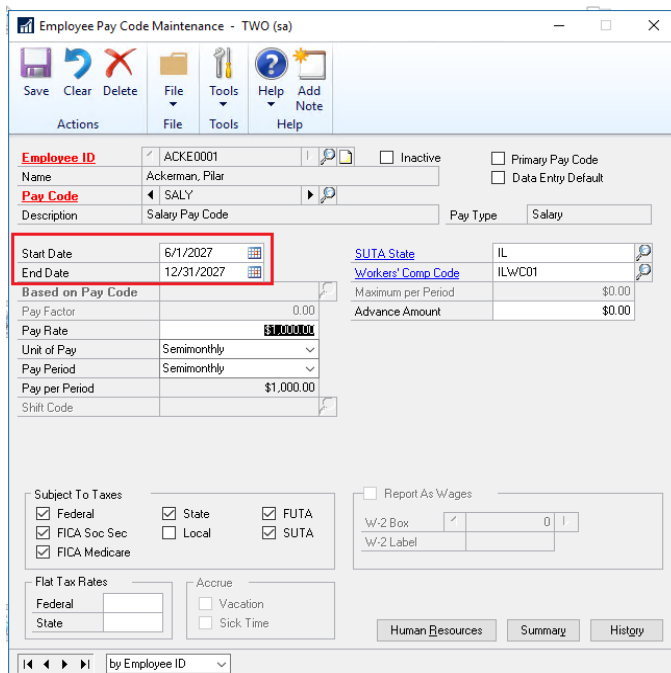 Employee Pay Code Maintenance - TWO (sa)
Save Clear Delete File Tools Help Add Note
Actions File Tools Help
Employee ID ACKE0001 Inactive Primary Pay Code
Name Ackerman, Pilar Data Entry Default
Pay Code SALY
Description Salary Pay Code Pay Type Salary
Start Date 6/1/2027 SUTA State IL
End Date 12/31/2027 Workers' Comp Code ILWC01
Based on Pay Code Maximum per Period $0.00
Pay Factor 0.00 Advance Amount $0.00
Pay Rate $1,000.00
Unit of Pay Semimonthly
Pay Period Semimonthly
Pay per Period $1,000.00
Shift Code
Subject To Taxes Report As Wages
Federal State FUTA
FICA Soc Sec Local SUTA W-2 Box 0
FICA Medicare W-2 Label
Flat Tax Rates Accrue
Federal Vacation
State Sick Time
Human Resources Summary History
by Employee ID